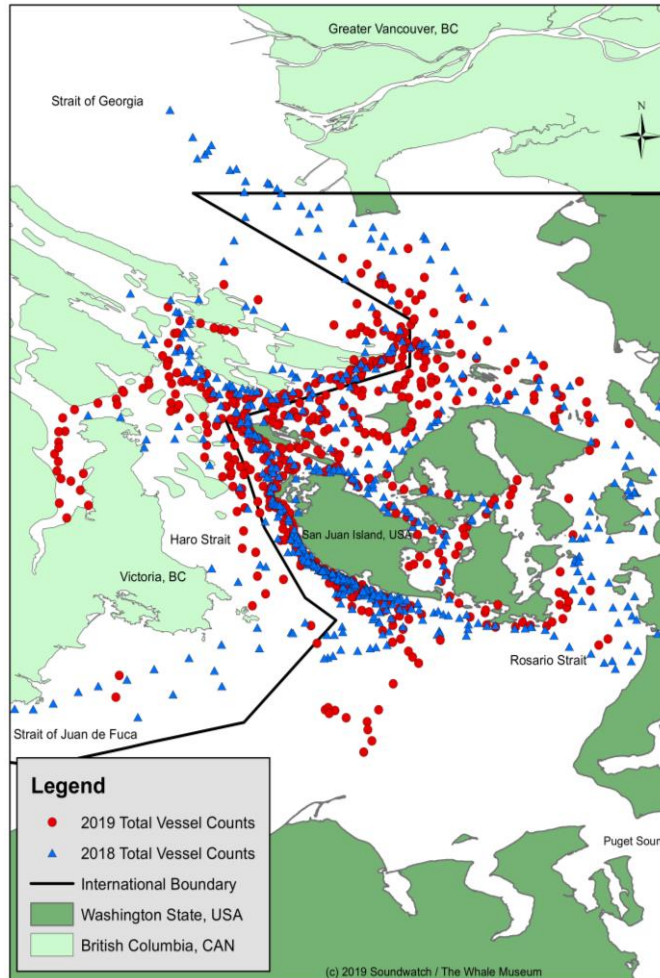 Greater Vancouver, BC
Strait of Georgia
N
Haro Strait
San Juan Island, USA
Victoria, BC
Rosario Strait
Strait of Juan de Fuca
Legend
2019 Total Vessel Counts
2018 Total Vessel Counts
International Boundary
Washington State, USA
British Columbia, CAN
Puget Soun
(c) 2019 Soundwatch / The Whale Museum